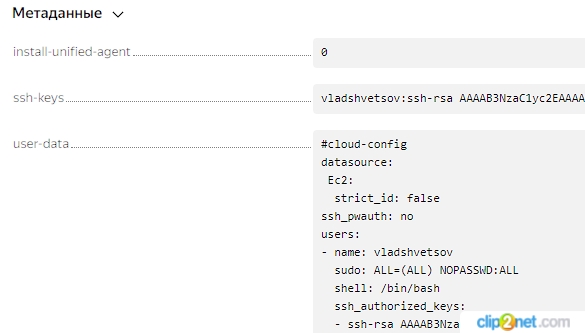 Метаданные
install-unified-agent 0
ssh-keys vladshvetsov:ssh-rsa AAAAB3NzaC1yc2EAAAA
user-data #cloud-config
datasource:
Ec2:
strict_id: false
ssh_pwauth: no
users:
- name: vladshvetsov
sudo: ALL=(ALL) NOPASSWD:ALL
shell: /bin/bash
ssh_authorized_keys:
- ssh-rsa AAAAB3Nza
clip2net.com